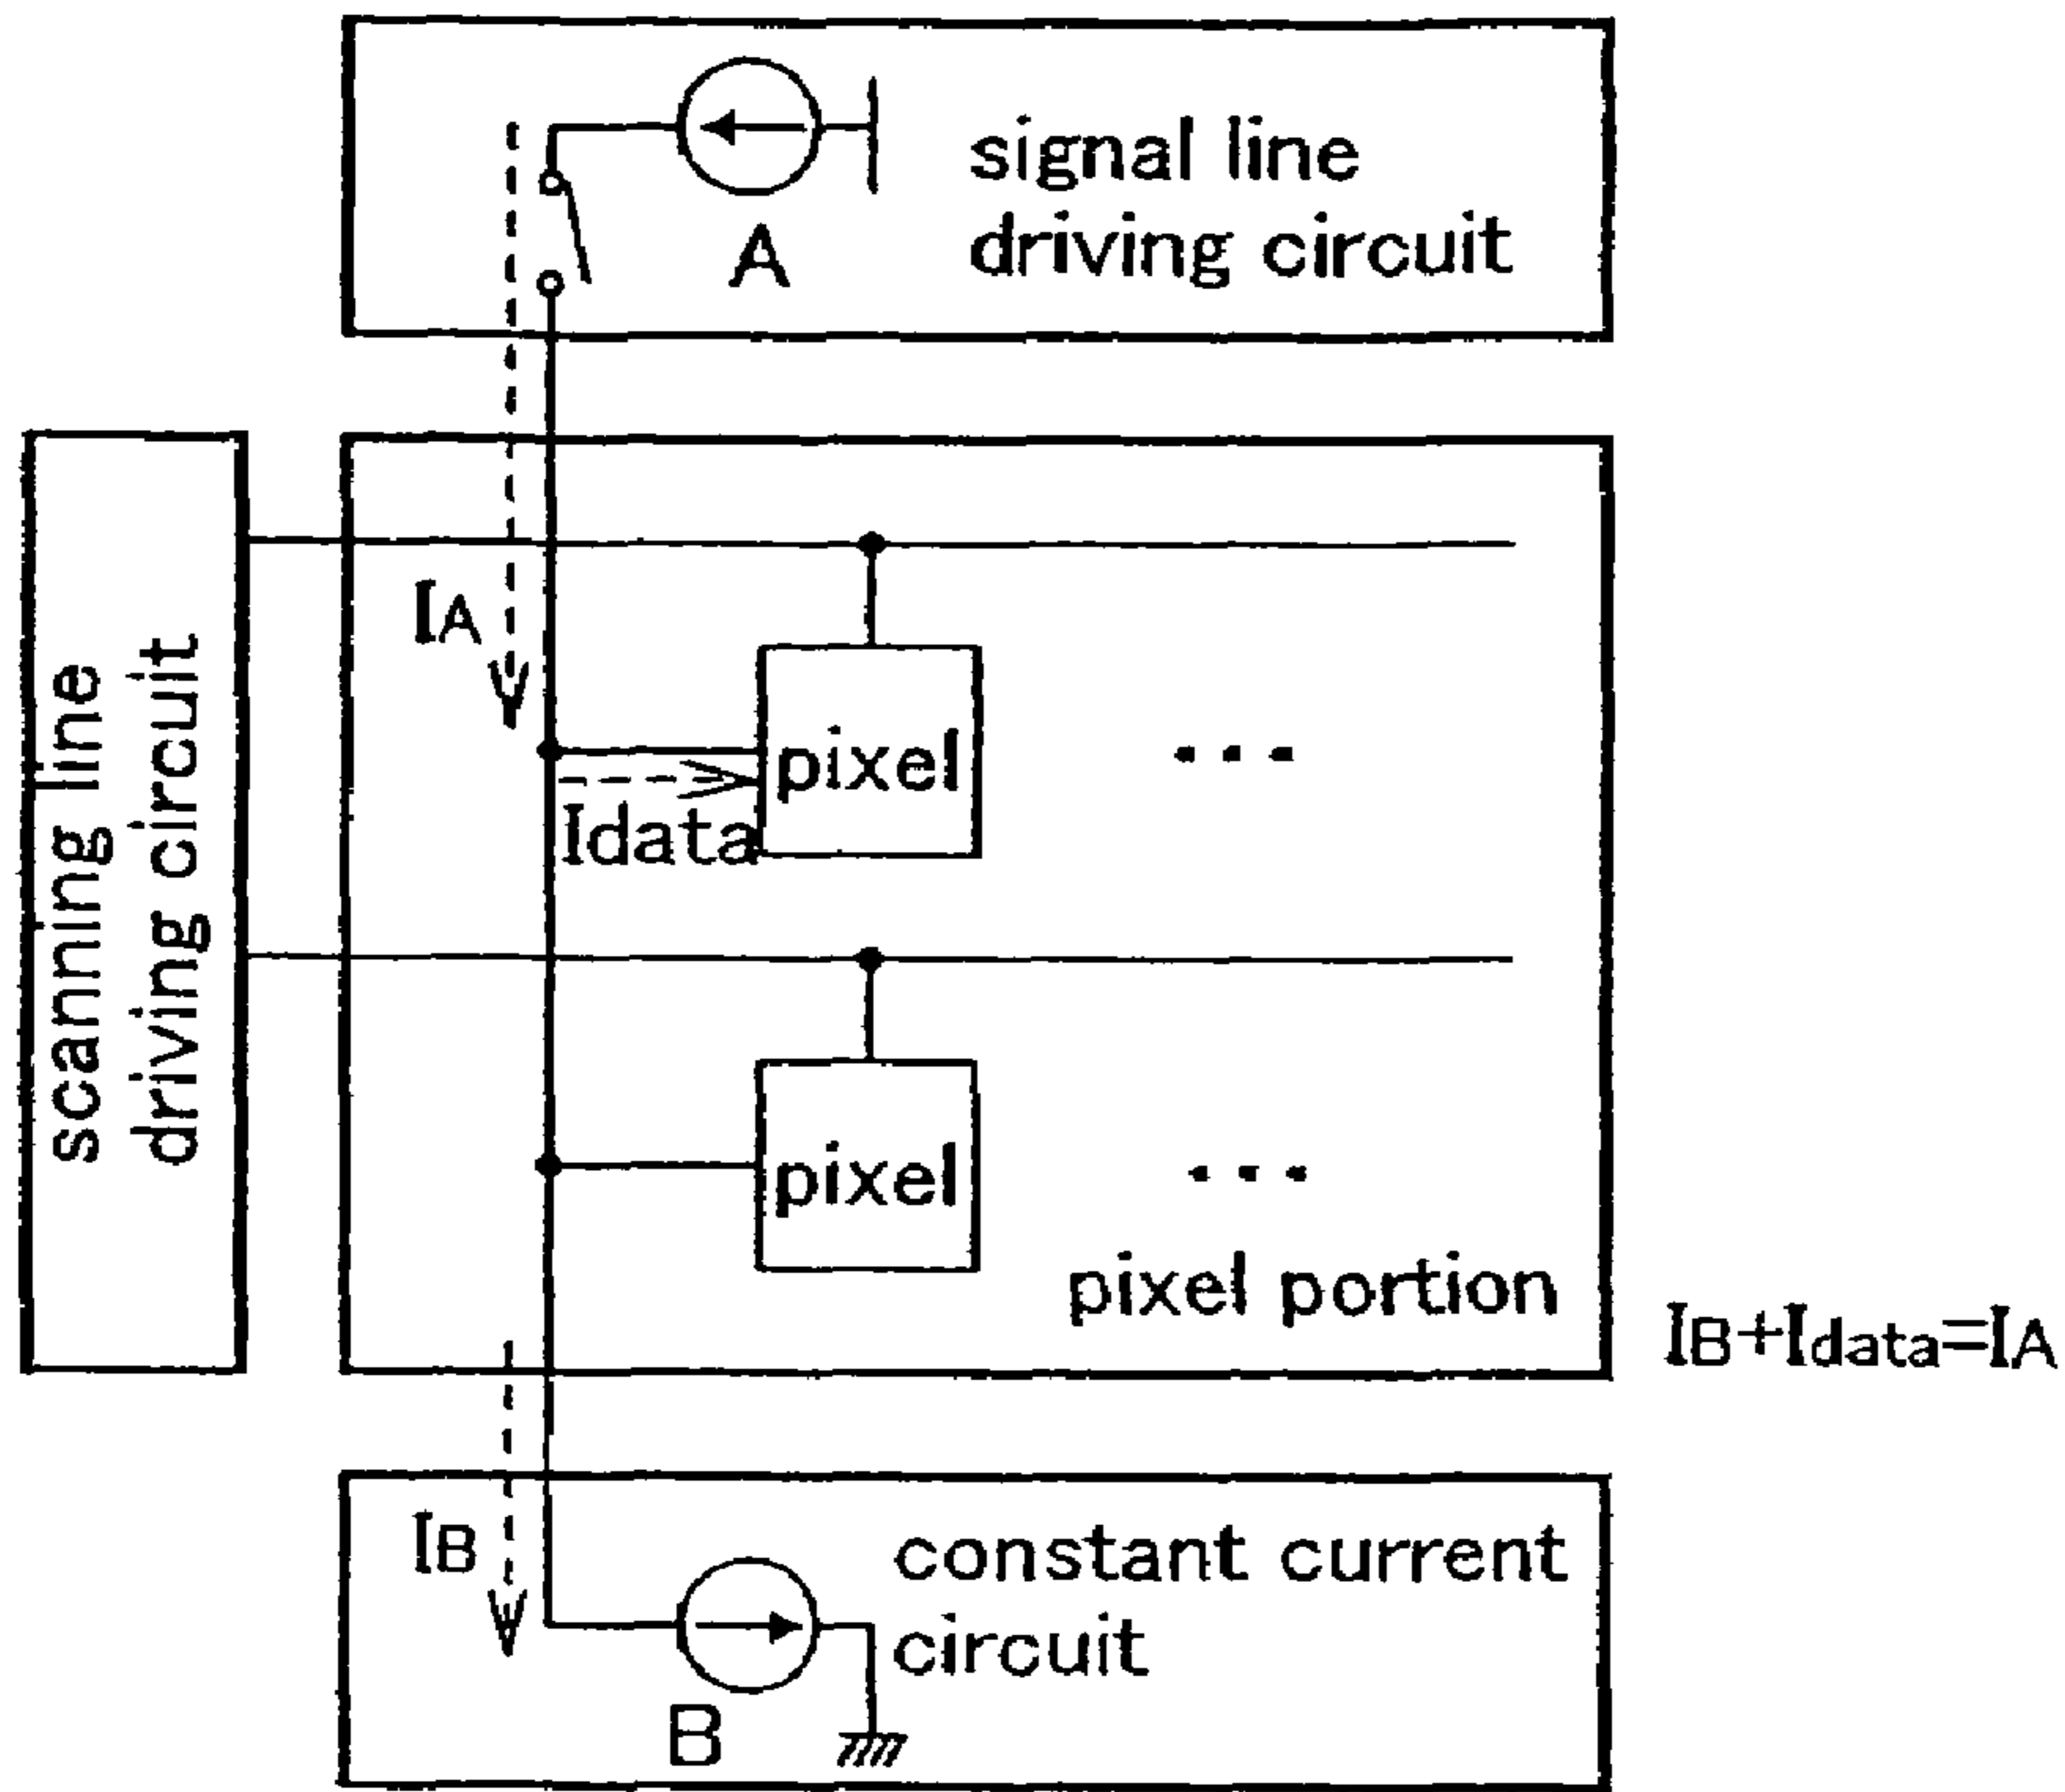 signal line
driving circuit
A
scanning line
driving circuit
IA
pixel
...
Idata
pixel
...
pixel portion
IB+Idata=IA
IB
constant current
circuit
B